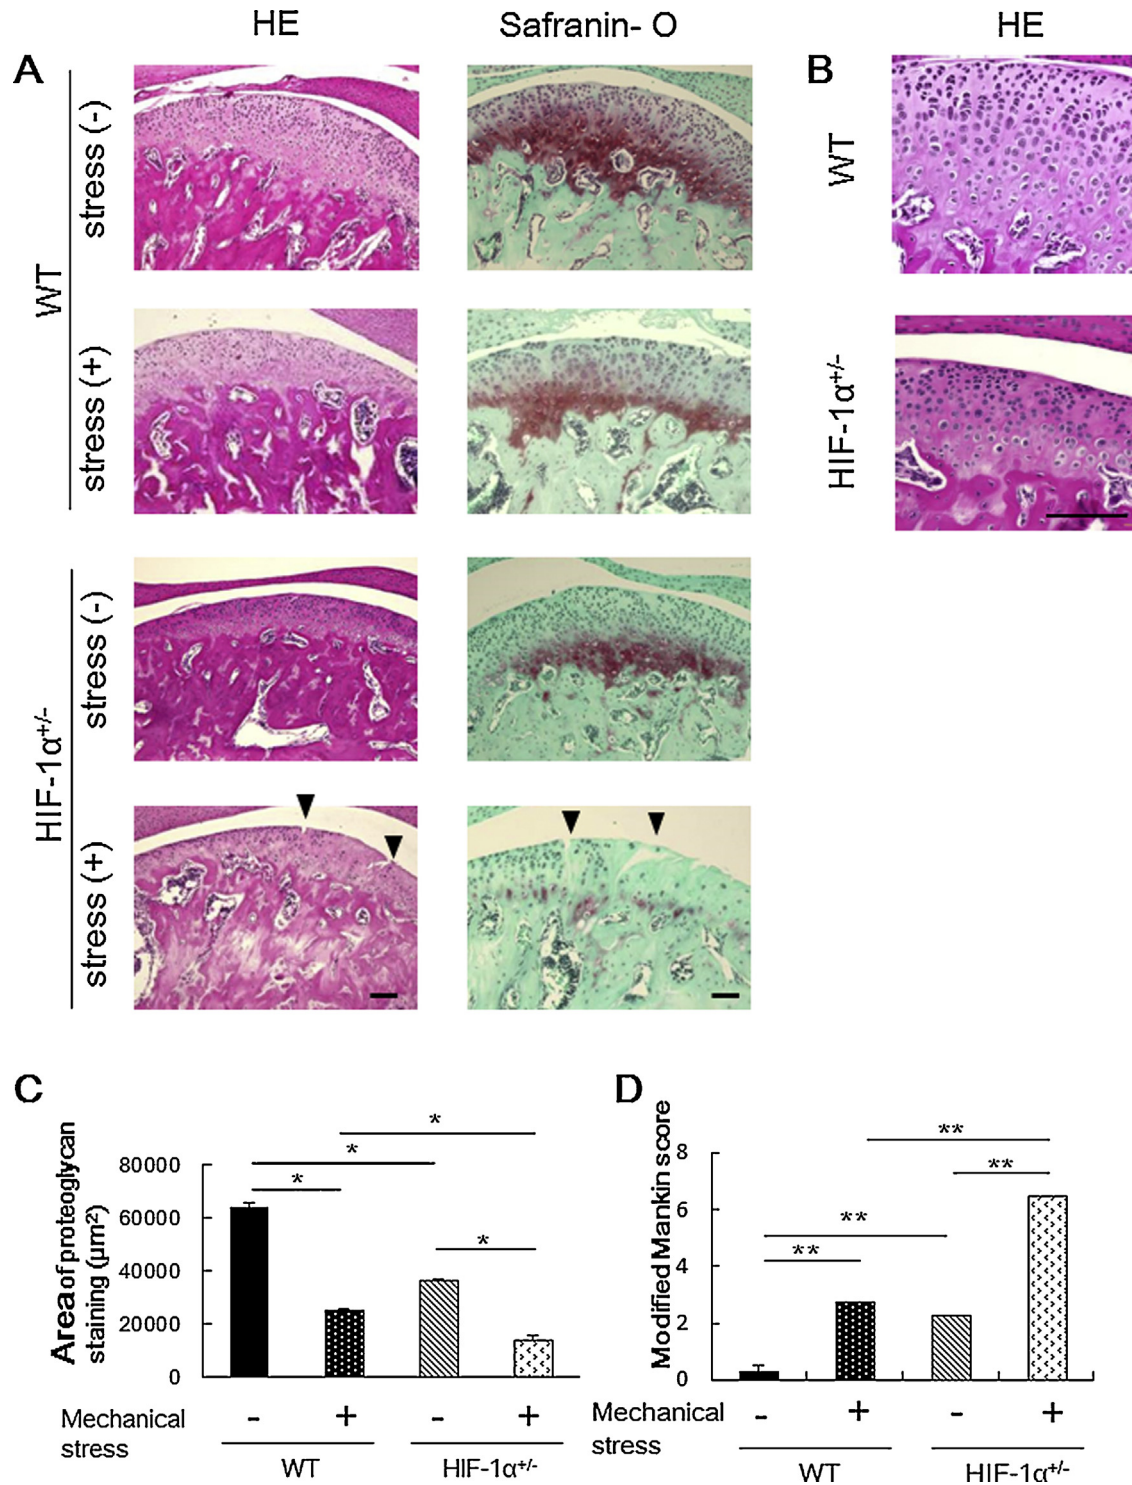 HE
Safranin- O
HE
A
B
WT
stress (-)
stress (+)
HIF-1α+/-
stress (-)
stress (+)
WT
HIF-1α+/-
C
Area of proteoglycan
staining (μm²)
80000
60000
40000
20000
0
*
*
*
*
Mechanical
stress
- + - +
WT
HIF-1α+/-
D
Modified Mankin score
8
6
4
2
0
**
**
**
**
Mechanical
stress
- + - +
WT
HIF-1α+/-